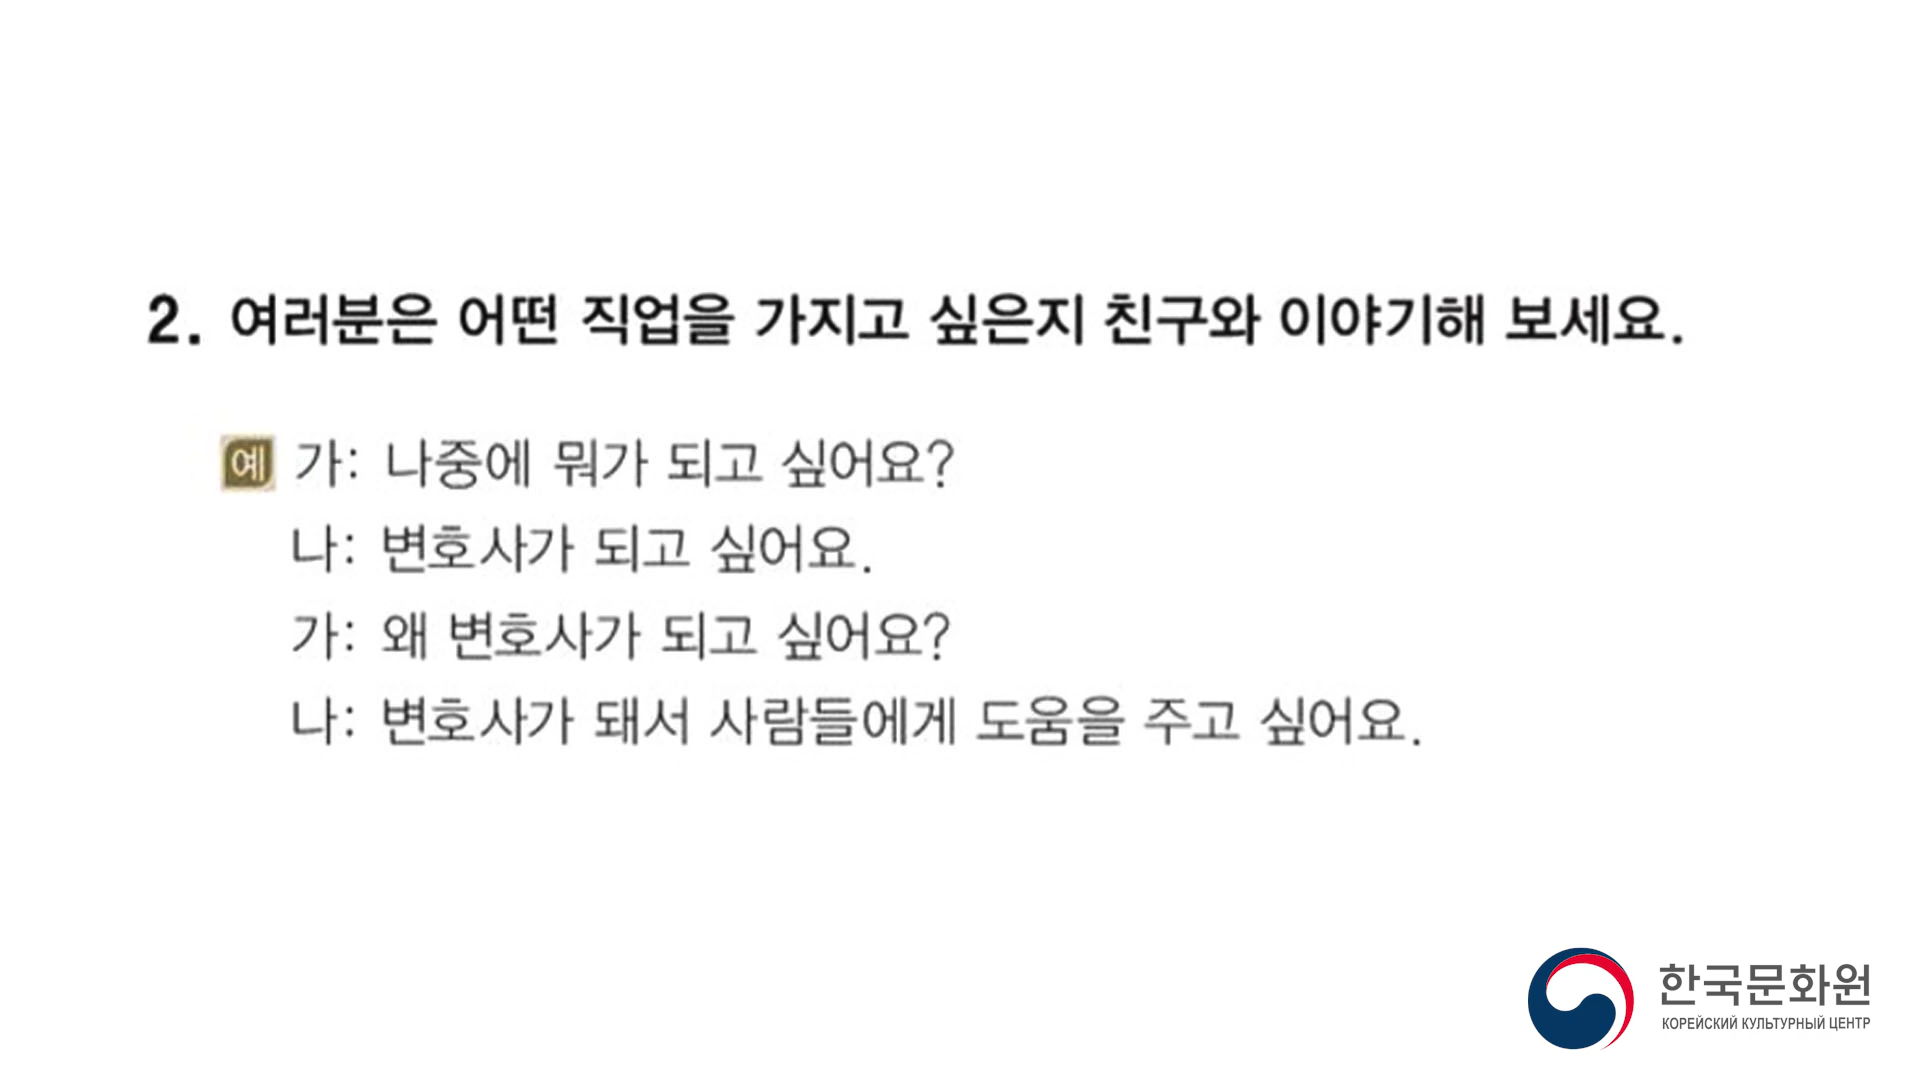 2. 여러분은 어떤 직업을 가지고 싶은지 친구와 이야기해 보세요.
예 가: 나중에 뭐가 되고 싶어요?
나: 변호사가 되고 싶어요.
가: 왜 변호사가 되고 싶어요?
나: 변호사가 돼서 사람들에게 도움을 주고 싶어요.
한국문화원
КОРЕЙСКИЙ КУЛЬТУРНЫЙ ЦЕНТР